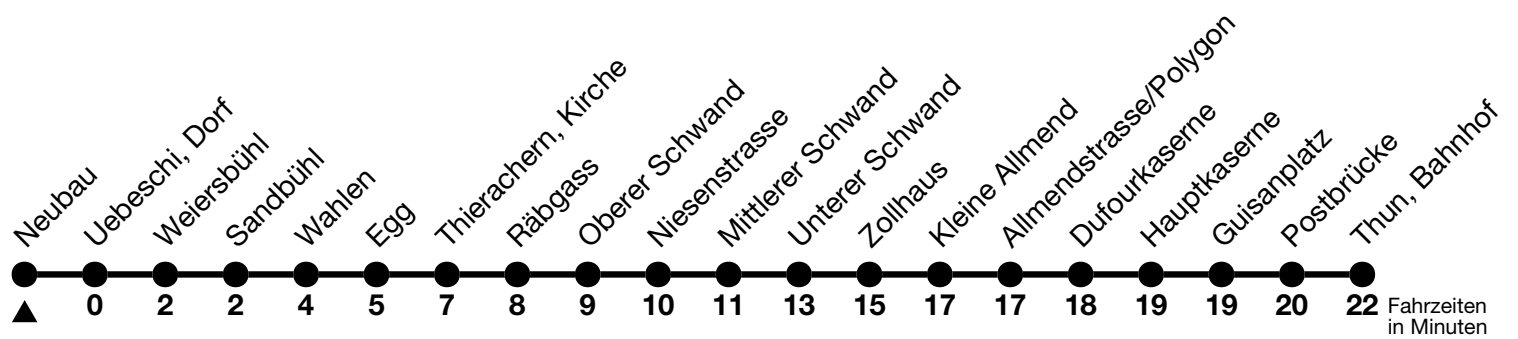 Neubau
Uebeschi, Dorf
Weiersbühl
Sandbühl
Wahlen
Egg
Thierachern, Kirche
Räbgass
Oberer Schwand
Niesenstrasse
Mittlerer Schwand
Unterer Schwand
Zollhaus
Kleine Allmend
Allmendstrasse/Polygon
Dufourkaserne
Hauptkaserne
Guisanplatz
Postbrücke
Thun, Bahnhof
0 2 2 4 5 7 8 9 10 11 13 15 17 17 18 19 19 20 22 Fahrzeiten
in Minuten